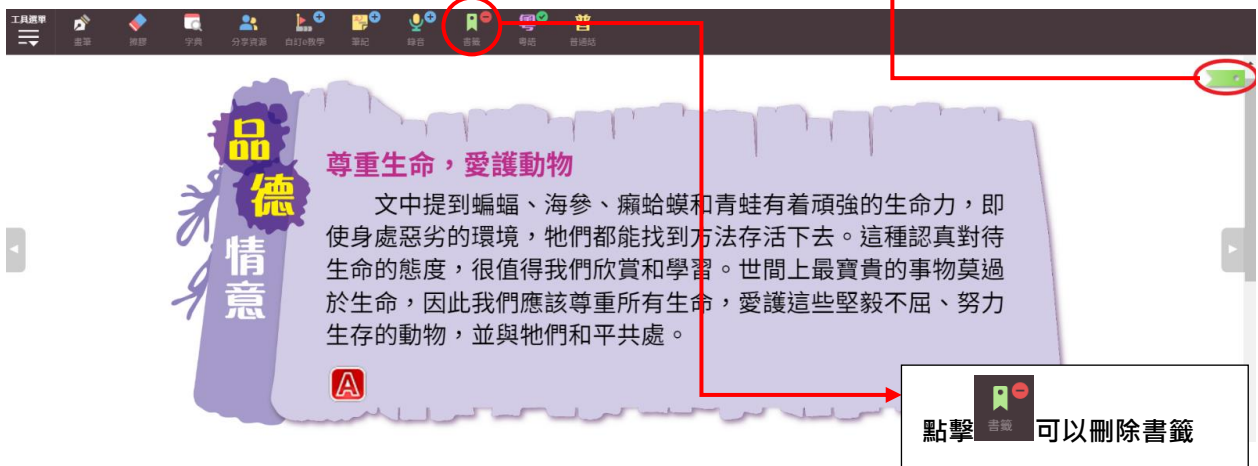 工具選單
畫筆
擦膠
字典
分享資源
自訂e教學
筆記
錄音
書籤
粵
粵語
普
普通話
品德
情意
尊重生命，愛護動物
文中提到蝙蝠、海參、癩蛤蟆和青蛙有着頑強的生命力，即
使身處惡劣的環境，牠們都能找到方法存活下去。這種認真對待
生命的態度，很值得我們欣賞和學習。世間上最寶貴的事物莫過
於生命，因此我們應該尊重所有生命，愛護這些堅毅不屈、努力
生存的動物，並與牠們和平共處。
A
點擊 書籤 可以刪除書籤